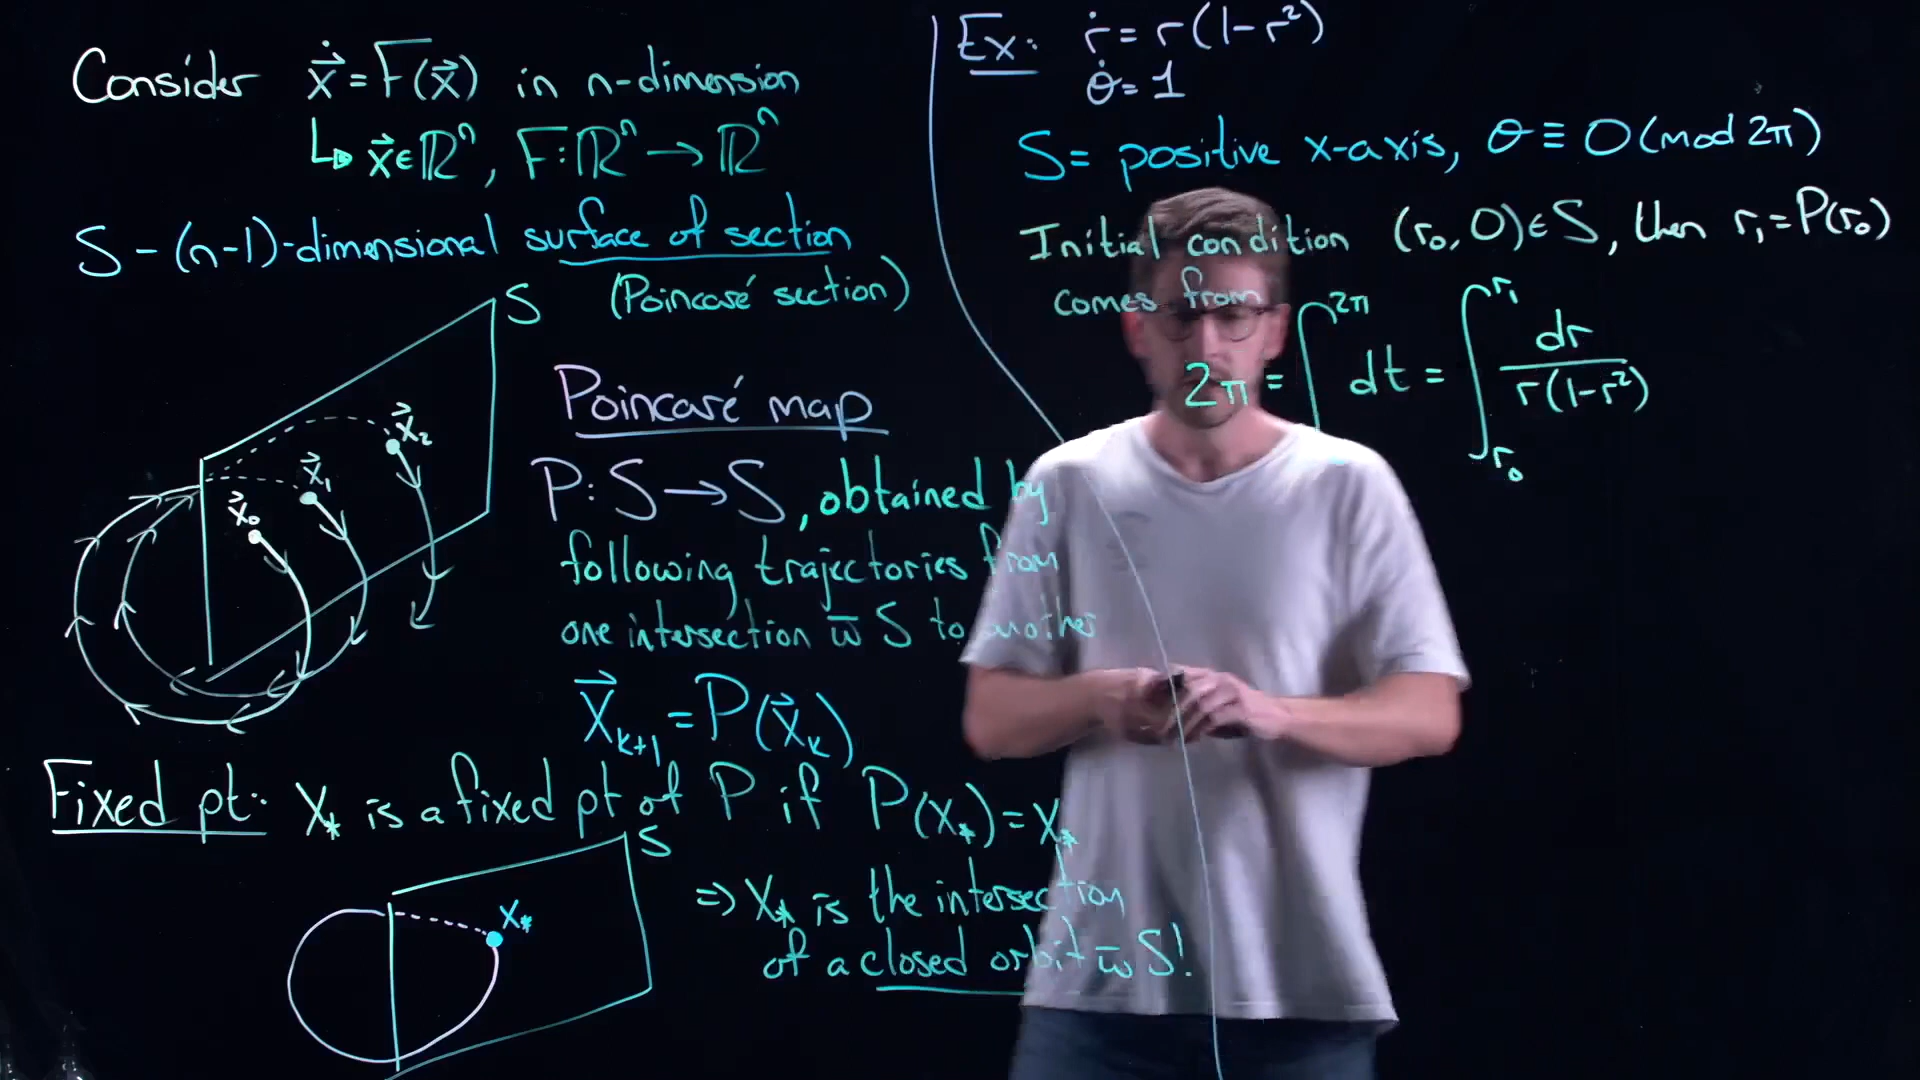 Consider ẋ⃗ = F(x⃗) in n-dimension
↳ x⃗ ∈ ℝⁿ, F: ℝⁿ → ℝⁿ
S - (n-1)-dimensional surface of section
(Poincaré section)
S
x⃗₂
x⃗₁
x⃗₀
Poincaré map
P: S → S, obtained by
following trajectories from
one intersection w̄ S to another
x⃗ₖ₊₁ = P(x⃗ₖ)
Fixed pt: x* is a fixed pt of P if P(x*) = x*
S
x*
⇒ x* is the intersection
of a closed orbit w̄ S!
Ex: ṙ = r(1-r²)
θ̇ = 1
S = positive x-axis, θ ≡ 0 (mod 2π)
Initial condition (r₀, 0) ∈ S, then r₁ = P(r₀)
comes from
2π = ∫^2π dt = ∫_r₀^r₁ dr / r(1-r²)